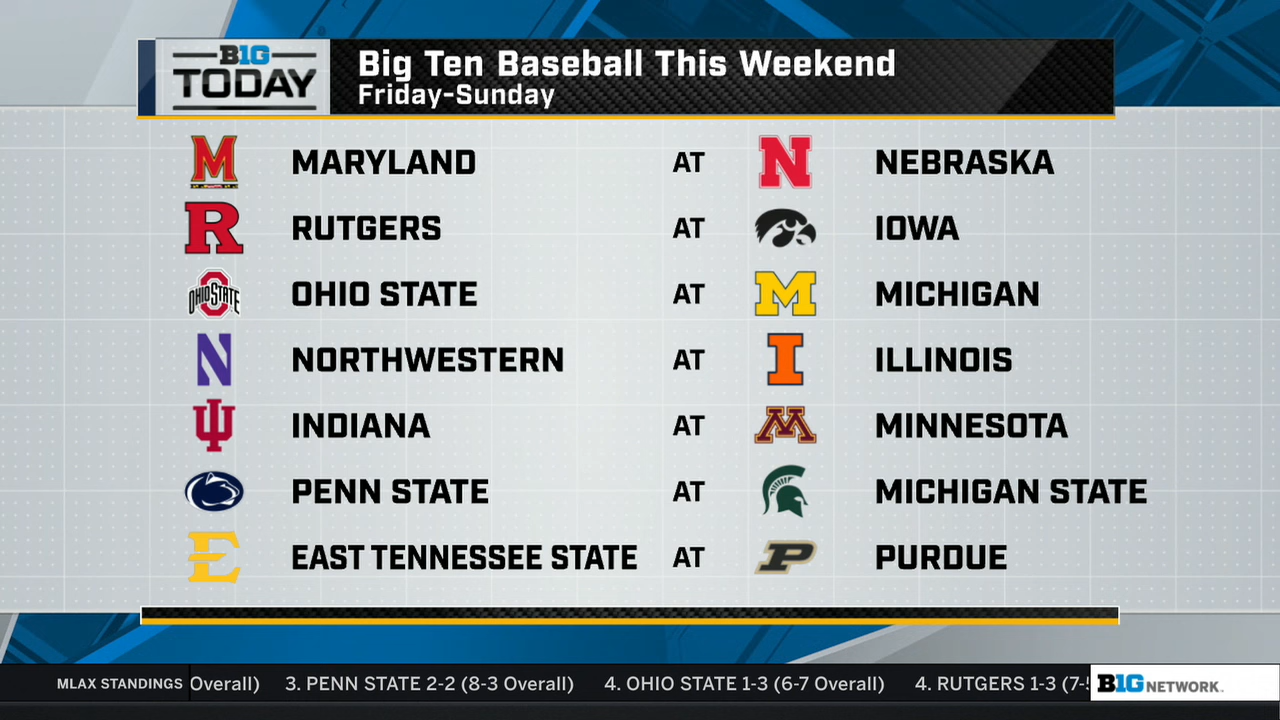 B1G
TODAY
Big Ten Baseball This Weekend
Friday-Sunday
M MARYLAND AT N NEBRASKA
R RUTGERS AT IOWA
OHIO STATE OHIO STATE AT M MICHIGAN
N NORTHWESTERN AT I ILLINOIS
INDIANA AT M MINNESOTA
PENN STATE AT MICHIGAN STATE
E EAST TENNESSEE STATE AT P PURDUE
MLAX STANDINGS Overall) 3. PENN STATE 2-2 (8-3 Overall) 4. OHIO STATE 1-3 (6-7 Overall) 4. RUTGERS 1-3 (7- B1G NETWORK.